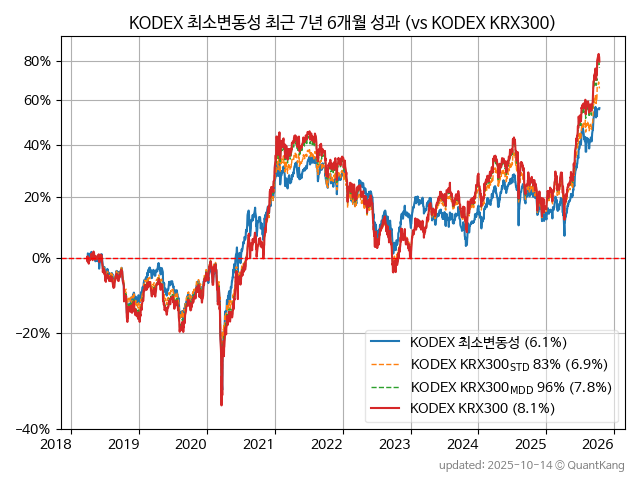 KODEX 최소변동성 최근 7년 6개월 성과 (vs KODEX KRX300)
80%
60%
40%
20%
0%
−20%
−40%
KODEX 최소변동성 (6.1%)
KODEX KRX300STD 83% (6.9%)
KODEX KRX300MDD 96% (7.8%)
KODEX KRX300 (8.1%)
2018 2019 2020 2021 2022 2023 2024 2025 2026
updated: 2025-10-14 © QuantKang